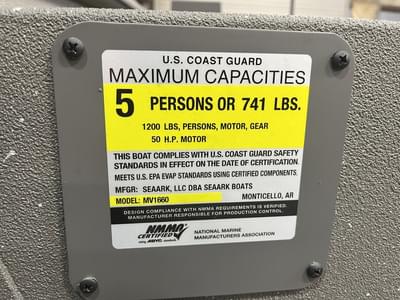 U.S. COAST GUARD
MAXIMUM CAPACITIES
5 PERSONS OR 741 LBS.
1200 LBS, PERSONS, MOTOR, GEAR
50 H.P. MOTOR
THIS BOAT COMPLIES WITH U.S. COAST GUARD SAFETY
STANDARDS IN EFFECT ON THE DATE OF CERTIFICATION.
MEETS U.S. EPA EVAP STANDARDS USING CERTIFIED COMPONENTS.
MFGR: SEAARK, LLC DBA SEAARK BOATS
MODEL: MV1660 MONTICELLO, AR
DESIGN COMPLIANCE WITH NMMA REQUIREMENTS IS VERIFIED.
MANUFACTURER RESPONSIBLE FOR PRODUCTION CONTROL.
NMMA
CERTIFIED
using ABYC standards
NATIONAL MARINE
MANUFACTURERS ASSOCIATION